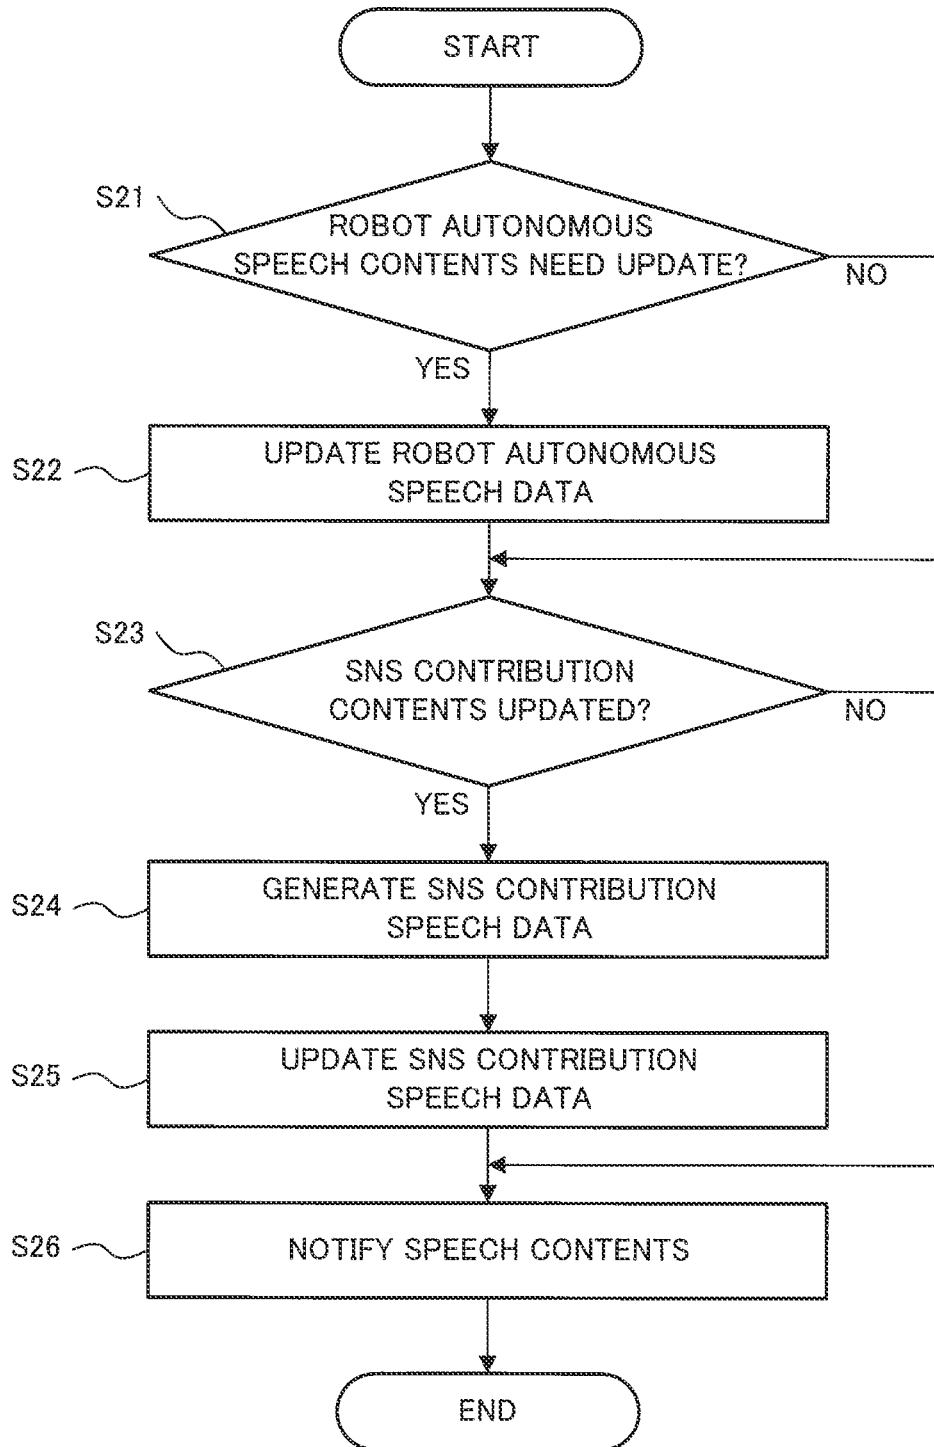 START
S21
ROBOT AUTONOMOUS
SPEECH CONTENTS NEED UPDATE?
NO
YES
S22
UPDATE ROBOT AUTONOMOUS
SPEECH DATA
S23
SNS CONTRIBUTION
CONTENTS UPDATED?
NO
YES
S24
GENERATE SNS CONTRIBUTION
SPEECH DATA
S25
UPDATE SNS CONTRIBUTION
SPEECH DATA
S26
NOTIFY SPEECH CONTENTS
END